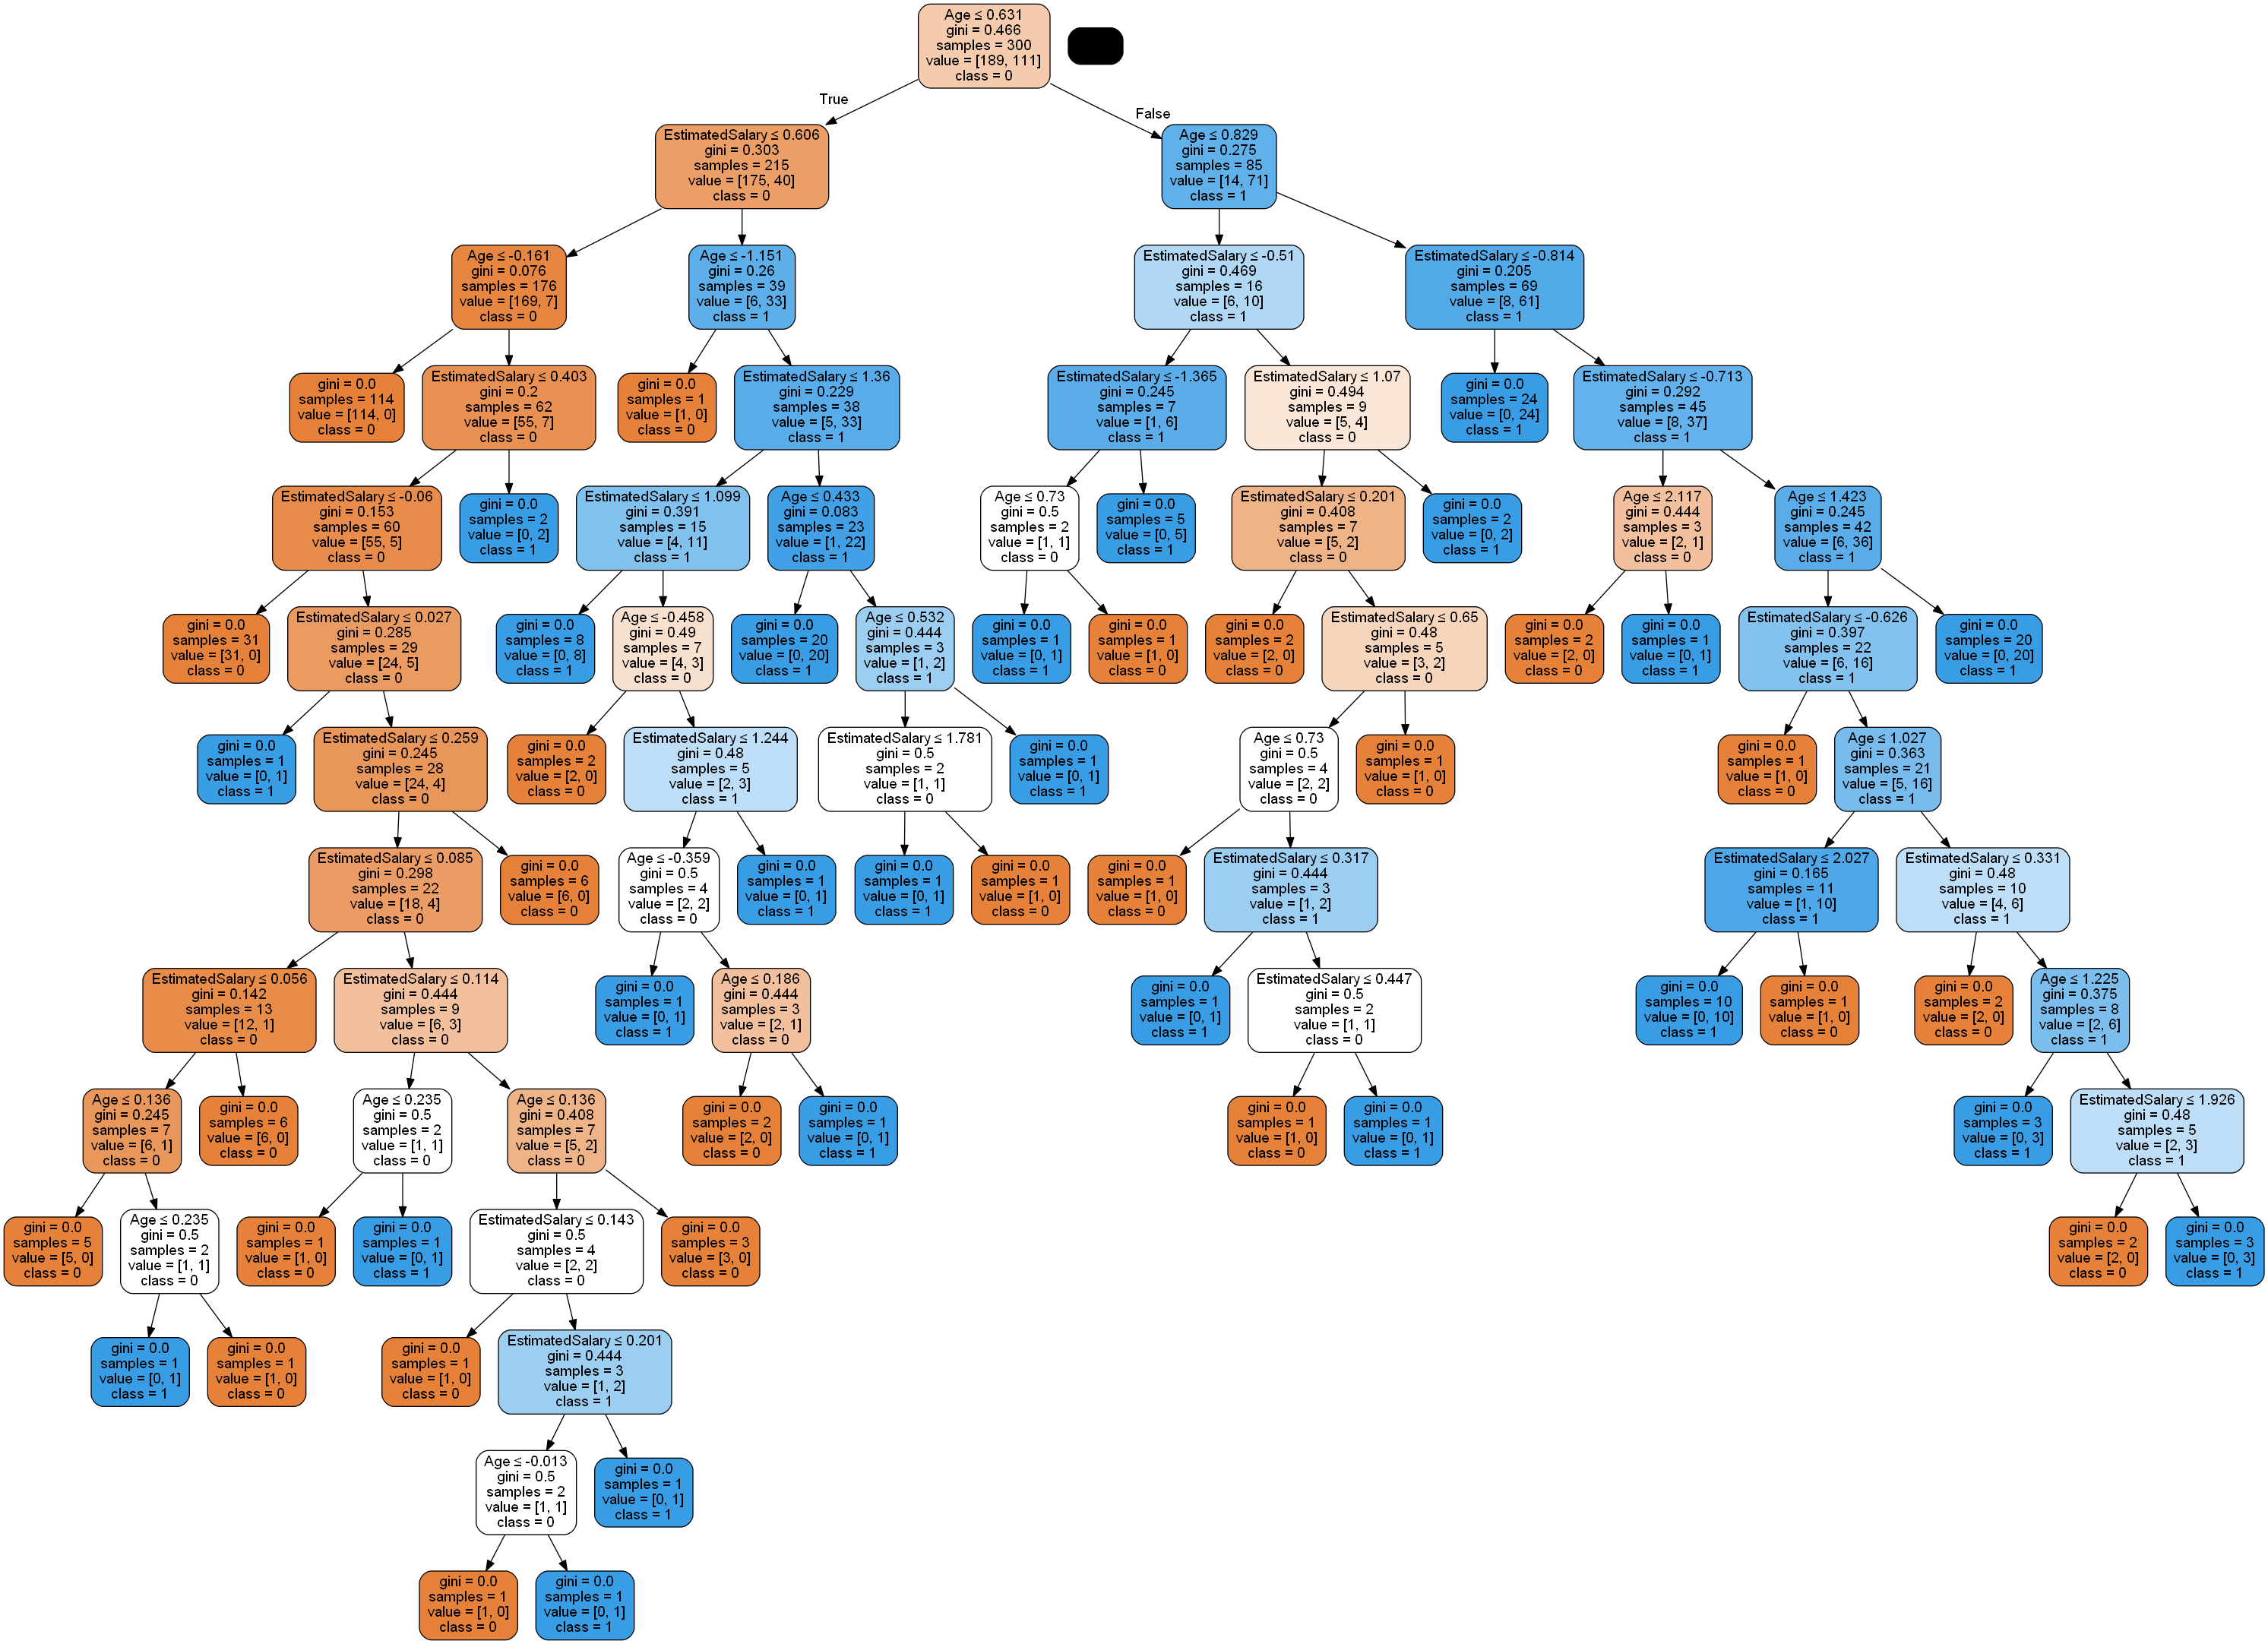 Age ≤ 0.631
gini = 0.466
samples = 300
value = [189, 111]
class = 0
True
False
EstimatedSalary ≤ 0.606
gini = 0.303
samples = 215
value = [175, 40]
class = 0
Age ≤ 0.829
gini = 0.275
samples = 85
value = [14, 71]
class = 1
Age ≤ -0.161
gini = 0.076
samples = 176
value = [169, 7]
class = 0
Age ≤ -1.151
gini = 0.26
samples = 39
value = [6, 33]
class = 1
EstimatedSalary ≤ -0.51
gini = 0.469
samples = 16
value = [6, 10]
class = 1
EstimatedSalary ≤ -0.814
gini = 0.205
samples = 69
value = [8, 61]
class = 1
gini = 0.0
samples = 114
value = [114, 0]
class = 0
EstimatedSalary ≤ 0.403
gini = 0.2
samples = 62
value = [55, 7]
class = 0
gini = 0.0
samples = 1
value = [1, 0]
class = 0
EstimatedSalary ≤ 1.36
gini = 0.229
samples = 38
value = [5, 33]
class = 1
EstimatedSalary ≤ -1.365
gini = 0.245
samples = 7
value = [1, 6]
class = 1
EstimatedSalary ≤ 1.07
gini = 0.494
samples = 9
value = [5, 4]
class = 0
gini = 0.0
samples = 24
value = [0, 24]
class = 1
EstimatedSalary ≤ -0.713
gini = 0.292
samples = 45
value = [8, 37]
class = 1
EstimatedSalary ≤ -0.06
gini = 0.153
samples = 60
value = [55, 5]
class = 0
gini = 0.0
samples = 2
value = [0, 2]
class = 1
EstimatedSalary ≤ 1.099
gini = 0.391
samples = 15
value = [4, 11]
class = 1
Age ≤ 0.433
gini = 0.083
samples = 23
value = [1, 22]
class = 1
Age ≤ 0.73
gini = 0.5
samples = 2
value = [1, 1]
class = 0
gini = 0.0
samples = 5
value = [0, 5]
class = 1
EstimatedSalary ≤ 0.201
gini = 0.408
samples = 7
value = [5, 2]
class = 0
gini = 0.0
samples = 2
value = [0, 2]
class = 1
Age ≤ 2.117
gini = 0.444
samples = 3
value = [2, 1]
class = 0
Age ≤ 1.423
gini = 0.245
samples = 42
value = [6, 36]
class = 1
gini = 0.0
samples = 31
value = [31, 0]
class = 0
EstimatedSalary ≤ 0.027
gini = 0.285
samples = 29
value = [24, 5]
class = 0
gini = 0.0
samples = 8
value = [0, 8]
class = 1
Age ≤ -0.458
gini = 0.49
samples = 7
value = [4, 3]
class = 0
gini = 0.0
samples = 20
value = [0, 20]
class = 1
Age ≤ 0.532
gini = 0.444
samples = 3
value = [1, 2]
class = 1
gini = 0.0
samples = 1
value = [0, 1]
class = 1
gini = 0.0
samples = 1
value = [1, 0]
class = 0
gini = 0.0
samples = 2
value = [2, 0]
class = 0
EstimatedSalary ≤ 0.65
gini = 0.48
samples = 5
value = [3, 2]
class = 0
gini = 0.0
samples = 2
value = [2, 0]
class = 0
gini = 0.0
samples = 1
value = [0, 1]
class = 1
EstimatedSalary ≤ -0.626
gini = 0.397
samples = 22
value = [6, 16]
class = 1
gini = 0.0
samples = 20
value = [0, 20]
class = 1
gini = 0.0
samples = 1
value = [0, 1]
class = 1
EstimatedSalary ≤ 0.259
gini = 0.245
samples = 28
value = [24, 4]
class = 0
gini = 0.0
samples = 2
value = [2, 0]
class = 0
EstimatedSalary ≤ 1.244
gini = 0.48
samples = 5
value = [2, 3]
class = 1
EstimatedSalary ≤ 1.781
gini = 0.5
samples = 2
value = [1, 1]
class = 0
gini = 0.0
samples = 1
value = [0, 1]
class = 1
Age ≤ 0.73
gini = 0.5
samples = 4
value = [2, 2]
class = 0
gini = 0.0
samples = 1
value = [1, 0]
class = 0
gini = 0.0
samples = 1
value = [1, 0]
class = 0
Age ≤ 1.027
gini = 0.363
samples = 21
value = [5, 16]
class = 1
EstimatedSalary ≤ 0.085
gini = 0.298
samples = 22
value = [18, 4]
class = 0
gini = 0.0
samples = 6
value = [6, 0]
class = 0
Age ≤ -0.359
gini = 0.5
samples = 4
value = [2, 2]
class = 0
gini = 0.0
samples = 1
value = [0, 1]
class = 1
gini = 0.0
samples = 1
value = [0, 1]
class = 1
gini = 0.0
samples = 1
value = [1, 0]
class = 0
gini = 0.0
samples = 1
value = [1, 0]
class = 0
EstimatedSalary ≤ 0.317
gini = 0.444
samples = 3
value = [1, 2]
class = 1
EstimatedSalary ≤ 2.027
gini = 0.165
samples = 11
value = [1, 10]
class = 1
EstimatedSalary ≤ 0.331
gini = 0.48
samples = 10
value = [4, 6]
class = 1
EstimatedSalary ≤ 0.056
gini = 0.142
samples = 13
value = [12, 1]
class = 0
EstimatedSalary ≤ 0.114
gini = 0.444
samples = 9
value = [6, 3]
class = 0
gini = 0.0
samples = 1
value = [0, 1]
class = 1
Age ≤ 0.186
gini = 0.444
samples = 3
value = [2, 1]
class = 0
gini = 0.0
samples = 1
value = [0, 1]
class = 1
EstimatedSalary ≤ 0.447
gini = 0.5
samples = 2
value = [1, 1]
class = 0
gini = 0.0
samples = 10
value = [0, 10]
class = 1
gini = 0.0
samples = 1
value = [1, 0]
class = 0
gini = 0.0
samples = 2
value = [2, 0]
class = 0
Age ≤ 1.225
gini = 0.375
samples = 8
value = [2, 6]
class = 1
Age ≤ 0.136
gini = 0.245
samples = 7
value = [6, 1]
class = 0
gini = 0.0
samples = 6
value = [6, 0]
class = 0
Age ≤ 0.235
gini = 0.5
samples = 2
value = [1, 1]
class = 0
Age ≤ 0.136
gini = 0.408
samples = 7
value = [5, 2]
class = 0
gini = 0.0
samples = 2
value = [2, 0]
class = 0
gini = 0.0
samples = 1
value = [0, 1]
class = 1
gini = 0.0
samples = 1
value = [1, 0]
class = 0
gini = 0.0
samples = 1
value = [0, 1]
class = 1
gini = 0.0
samples = 3
value = [0, 3]
class = 1
EstimatedSalary ≤ 1.926
gini = 0.48
samples = 5
value = [2, 3]
class = 1
gini = 0.0
samples = 5
value = [5, 0]
class = 0
Age ≤ 0.235
gini = 0.5
samples = 2
value = [1, 1]
class = 0
gini = 0.0
samples = 1
value = [1, 0]
class = 0
gini = 0.0
samples = 1
value = [0, 1]
class = 1
EstimatedSalary ≤ 0.143
gini = 0.5
samples = 4
value = [2, 2]
class = 0
gini = 0.0
samples = 3
value = [3, 0]
class = 0
gini = 0.0
samples = 2
value = [2, 0]
class = 0
gini = 0.0
samples = 3
value = [0, 3]
class = 1
gini = 0.0
samples = 1
value = [0, 1]
class = 1
gini = 0.0
samples = 1
value = [1, 0]
class = 0
gini = 0.0
samples = 1
value = [1, 0]
class = 0
EstimatedSalary ≤ 0.201
gini = 0.444
samples = 3
value = [1, 2]
class = 1
Age ≤ -0.013
gini = 0.5
samples = 2
value = [1, 1]
class = 0
gini = 0.0
samples = 1
value = [0, 1]
class = 1
gini = 0.0
samples = 1
value = [1, 0]
class = 0
gini = 0.0
samples = 1
value = [0, 1]
class = 1